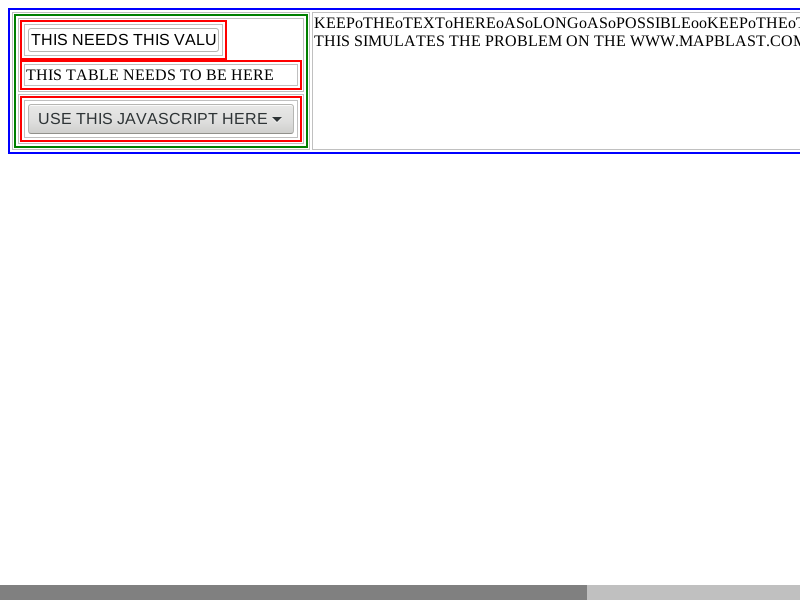 THIS NEEDS THIS VALU
THIS TABLE NEEDS TO BE HERE
USE THIS JAVASCRIPT HERE
KEEPoTHEoTEXToHEREoASoLONGoASoPOSSIBLEooKEEPoTHEoT
THIS SIMULATES THE PROBLEM ON THE WWW.MAPBLAST.COM